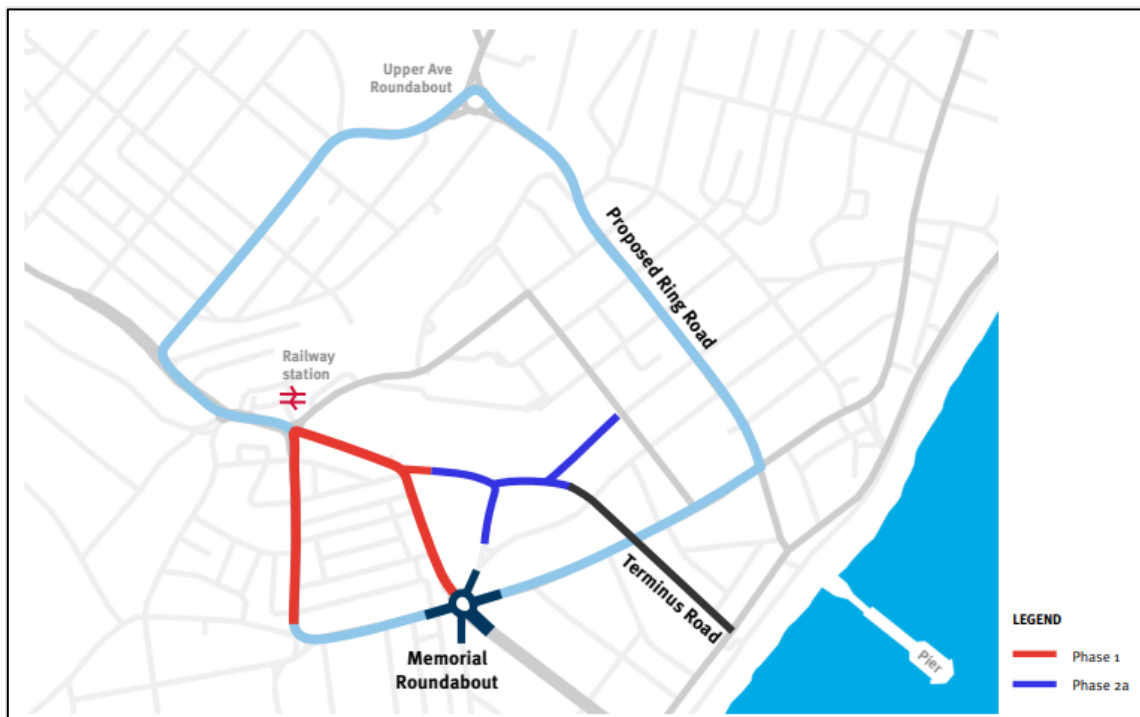 Upper Ave
Roundabout
Proposed Ring Road
Railway
station
Terminus Road
Memorial
Roundabout
Pier
LEGEND
Phase 1
Phase 2a